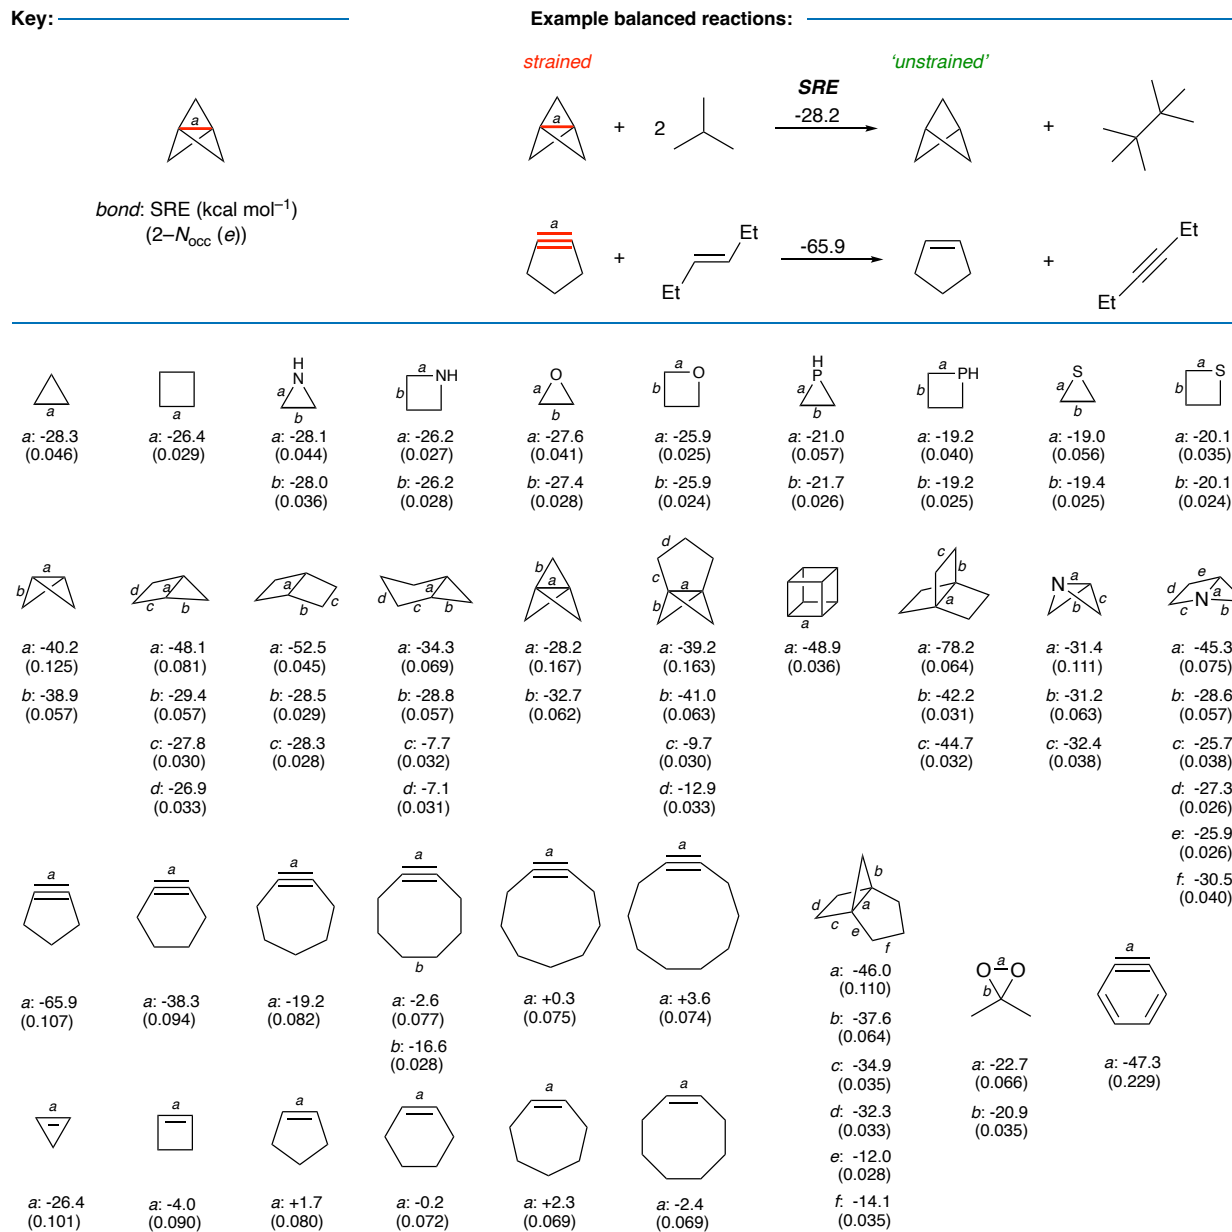 Key:
Example balanced reactions:
strained
'unstrained'
a
a
SRE
-28.2
+
2
+
bond: SRE (kcal mol⁻¹)
(2–Nocc (e))
a
Et
-65.9
Et
+
+
Et
Et
H
N
a
b
a
NH
b
O
a
b
a
O
b
H
P
a
b
a
PH
b
S
a
b
a
S
b
a
a
a: -28.3 a: -26.4 a: -28.1 a: -26.2 a: -27.6 a: -25.9 a: -21.0 a: -19.2 a: -19.0 a: -20.1
(0.046) (0.029) (0.044) (0.027) (0.041) (0.025) (0.057) (0.040) (0.056) (0.035)
b: -28.0 b: -26.2 b: -27.4 b: -25.9 b: -21.7 b: -19.2 b: -19.4 b: -20.1
(0.036) (0.028) (0.028) (0.024) (0.026) (0.025) (0.025) (0.024)
a
b
a
b
c
d
a
b
c
a
b
c
d
a
b
a
b
c
d
a
a
b
c
N
a
b
c
N
a
b
c
d
e
a: -40.2 a: -48.1 a: -52.5 a: -34.3 a: -28.2 a: -39.2 a: -48.9 a: -78.2 a: -31.4 a: -45.3
(0.125) (0.081) (0.045) (0.069) (0.167) (0.163) (0.036) (0.064) (0.111) (0.075)
b: -38.9 b: -29.4 b: -28.5 b: -28.8 b: -32.7 b: -41.0 b: -42.2 b: -31.2 b: -28.6
(0.057) (0.057) (0.029) (0.057) (0.062) (0.063) (0.031) (0.063) (0.057)
c: -27.8 c: -28.3 c: -7.7 c: -9.7 c: -44.7 c: -32.4 c: -25.7
(0.030) (0.028) (0.032) (0.030) (0.032) (0.038) (0.038)
d: -26.9 d: -7.1 d: -12.9 d: -27.3
(0.033) (0.031) (0.033) (0.026)
e: -25.9
(0.026)
f: -30.5
(0.040)
a
a
a
a
b
a
a
a
b
c
d
e
f
O
a
O
b
a
a: -65.9 a: -38.3 a: -19.2 a: -2.6 a: +0.3 a: +3.6
(0.107) (0.094) (0.082) (0.077) (0.075) (0.074)
b: -16.6
(0.028)
a: -46.0
(0.110)
b: -37.6
(0.064)
c: -34.9
(0.035)
d: -32.3
(0.033)
e: -12.0
(0.028)
f: -14.1
(0.035)
a: -22.7
(0.066)
b: -20.9
(0.035)
a: -47.3
(0.229)
a
a
a
a
a
a
a: -26.4 a: -4.0 a: +1.7 a: -0.2 a: +2.3 a: -2.4
(0.101) (0.090) (0.080) (0.072) (0.069) (0.069)